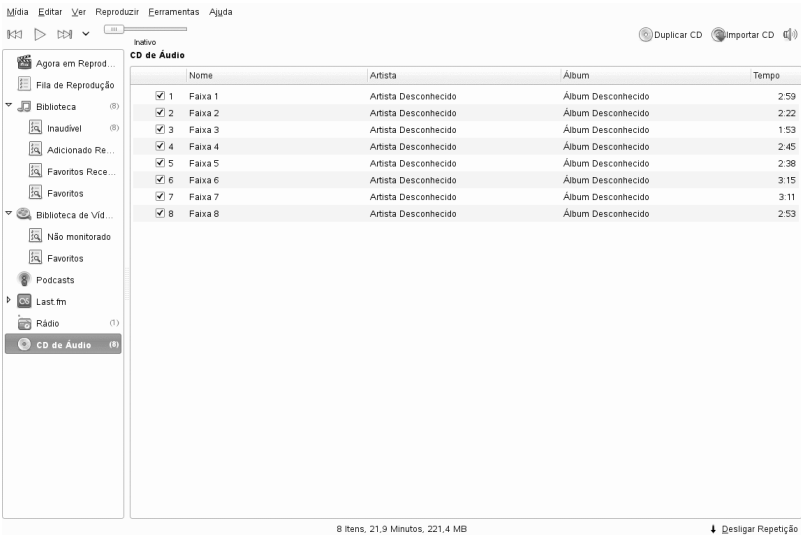 Mídia Editar Ver Reproduzir Ferramentas Ajuda
Inativo
Duplicar CD Importar CD
CD de Áudio
Agora em Reprod...
Fila de Reprodução
Biblioteca (8)
Inaudível (8)
Adicionado Re...
Favoritos Rece...
Favoritos
Biblioteca de Víd...
Não monitorado
Favoritos
Podcasts
Last.fm
Rádio (1)
CD de Áudio (8)
Nome Artista Álbum Tempo
1 Faixa 1 Artista Desconhecido Álbum Desconhecido 2:59
2 Faixa 2 Artista Desconhecido Álbum Desconhecido 2:22
3 Faixa 3 Artista Desconhecido Álbum Desconhecido 1:53
4 Faixa 4 Artista Desconhecido Álbum Desconhecido 2:45
5 Faixa 5 Artista Desconhecido Álbum Desconhecido 2:38
6 Faixa 6 Artista Desconhecido Álbum Desconhecido 3:15
7 Faixa 7 Artista Desconhecido Álbum Desconhecido 3:11
8 Faixa 8 Artista Desconhecido Álbum Desconhecido 2:53
8 Itens, 21,9 Minutos, 221,4 MB
Desligar Repetição